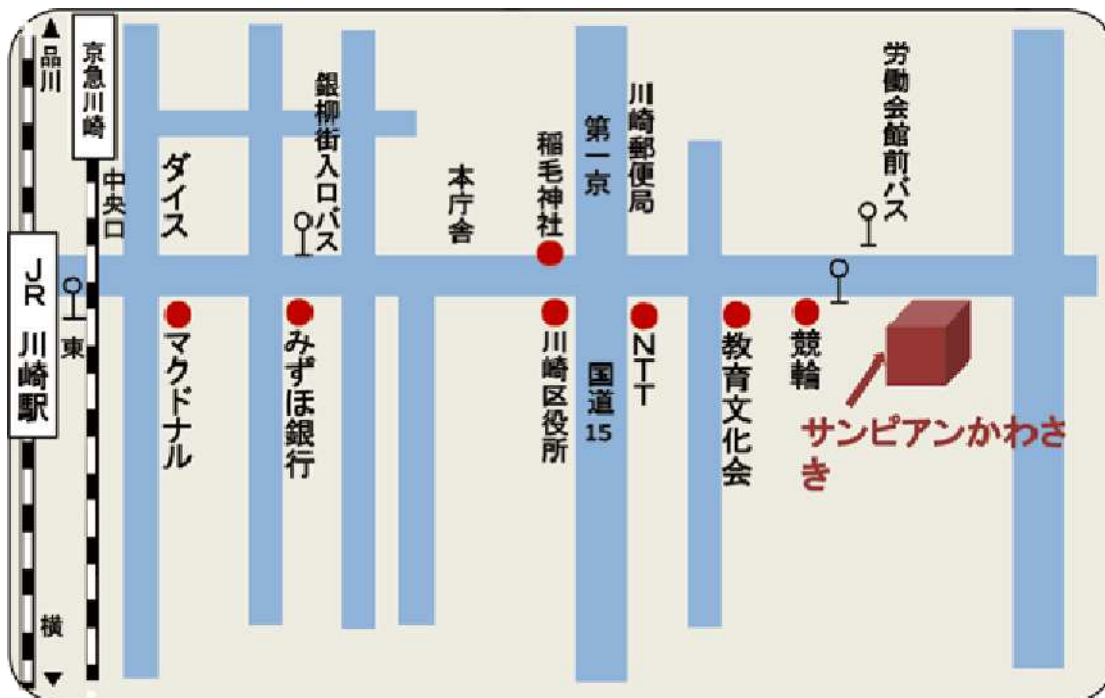 品川
京急川崎
中央口
ダイス
銀柳街入口バス
本庁舎
稲毛神社
第一京
川崎郵便局
労働会館前バス
JR 川崎駅
東
マクドナル
みずほ銀行
川崎区役所
国道
15
NTT
教育文化会
競輪
サンピアンかわさ
き
横